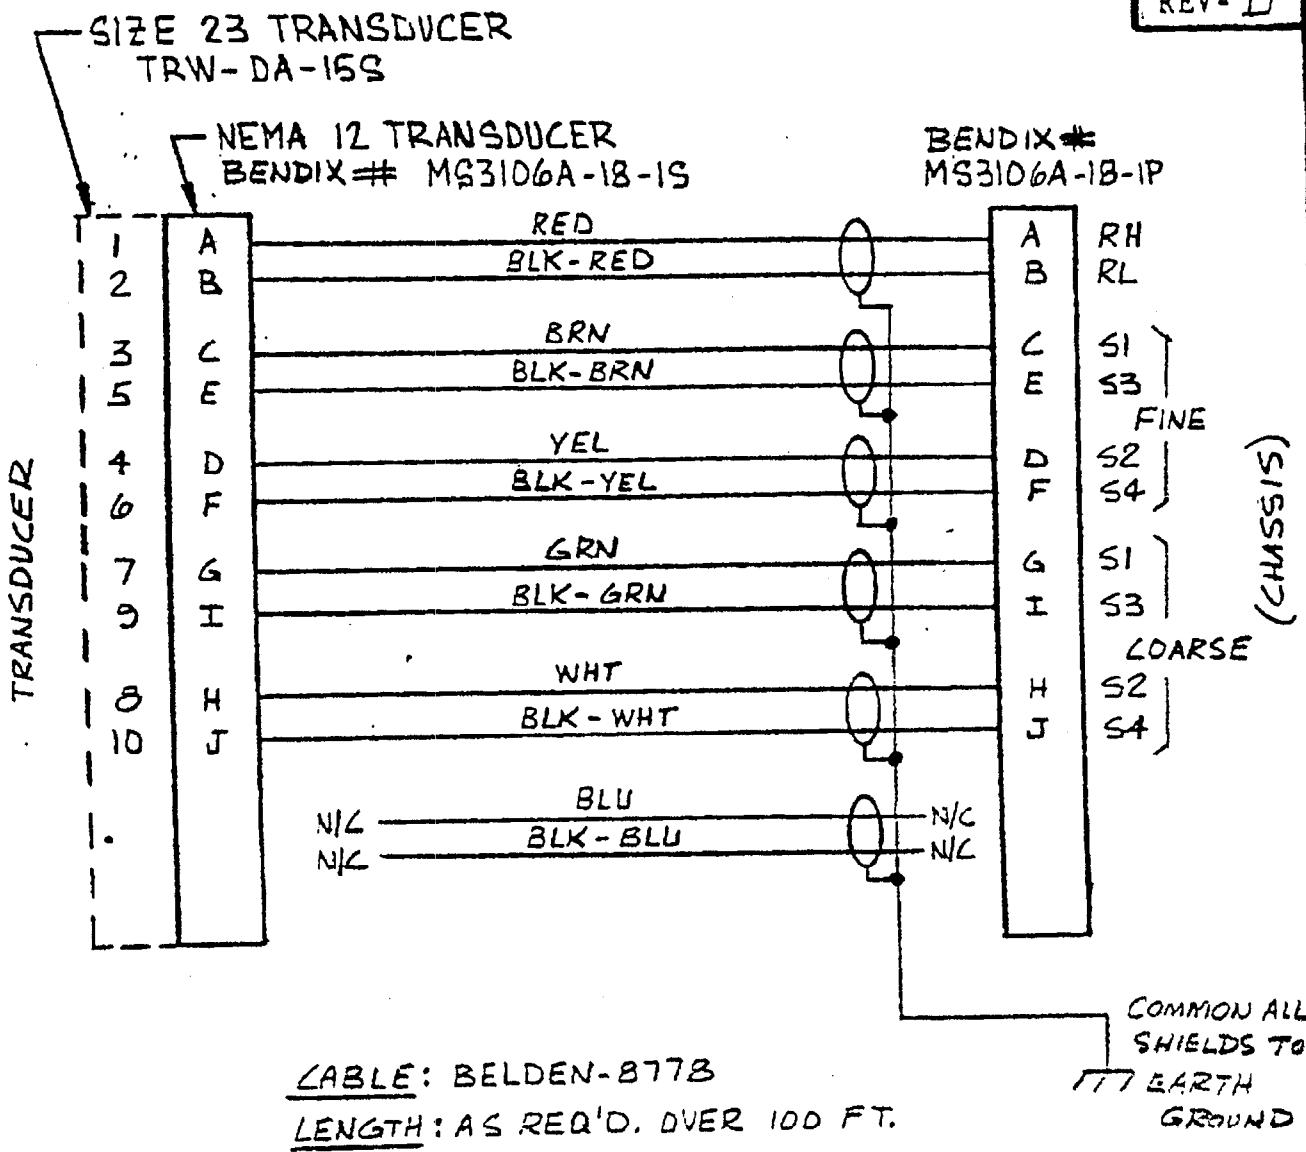 REV- D
SIZE 23 TRANSDUCER
TRW-DA-15S
NEMA 12 TRANSDUCER
BENDIX# MS3106A-18-1S
BENDIX#
MS3106A-18-1P
1 A RED A RH
2 B BLK-RED B RL
3 C BRN C S1
5 E BLK-BRN E S3
FINE
4 D YEL D S2
6 F BLK-YEL F S4
7 G GRN G S1
9 I BLK-GRN I S3
COARSE
8 H WHT H S2
10 J BLK-WHT J S4
TRANSDUCER
(CHASSIS)
N/C BLU N/C
N/C BLK-BLU N/C
COMMON ALL
SHIELDS TO
EARTH
GROUND
CABLE: BELDEN-8778
LENGTH: AS REQ'D. OVER 100 FT.